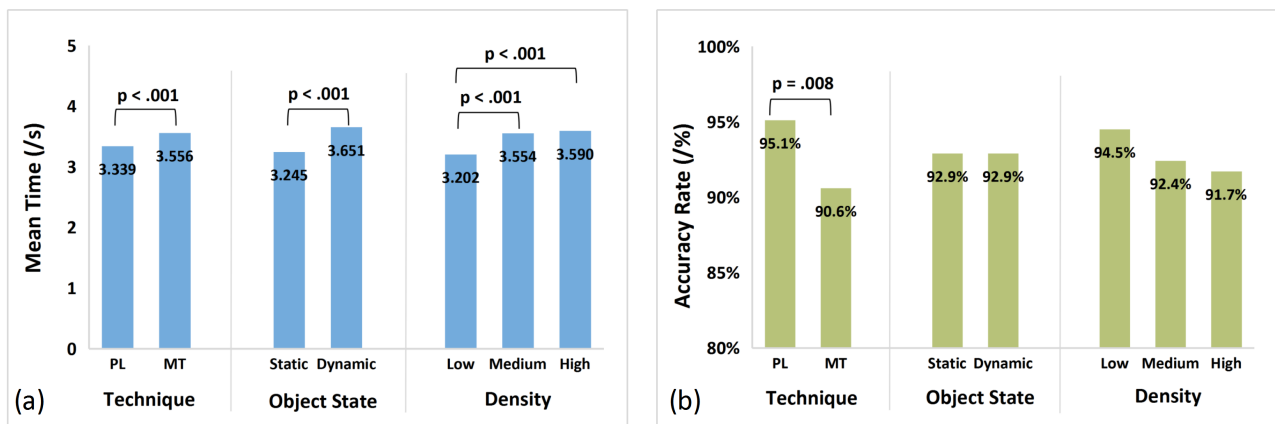 Mean Time (/s)
5
4
3
2
1
0
p < .001
p < .001
p < .001
p < .001
3.339
3.556
3.245
3.651
3.202
3.554
3.590
PL MT Static Dynamic Low Medium High
Technique Object State Density
(a)
Accuracy Rate (/%)
100%
95%
90%
85%
80%
p = .008
95.1%
90.6%
92.9%
92.9%
94.5%
92.4%
91.7%
PL MT Static Dynamic Low Medium High
Technique Object State Density
(b)